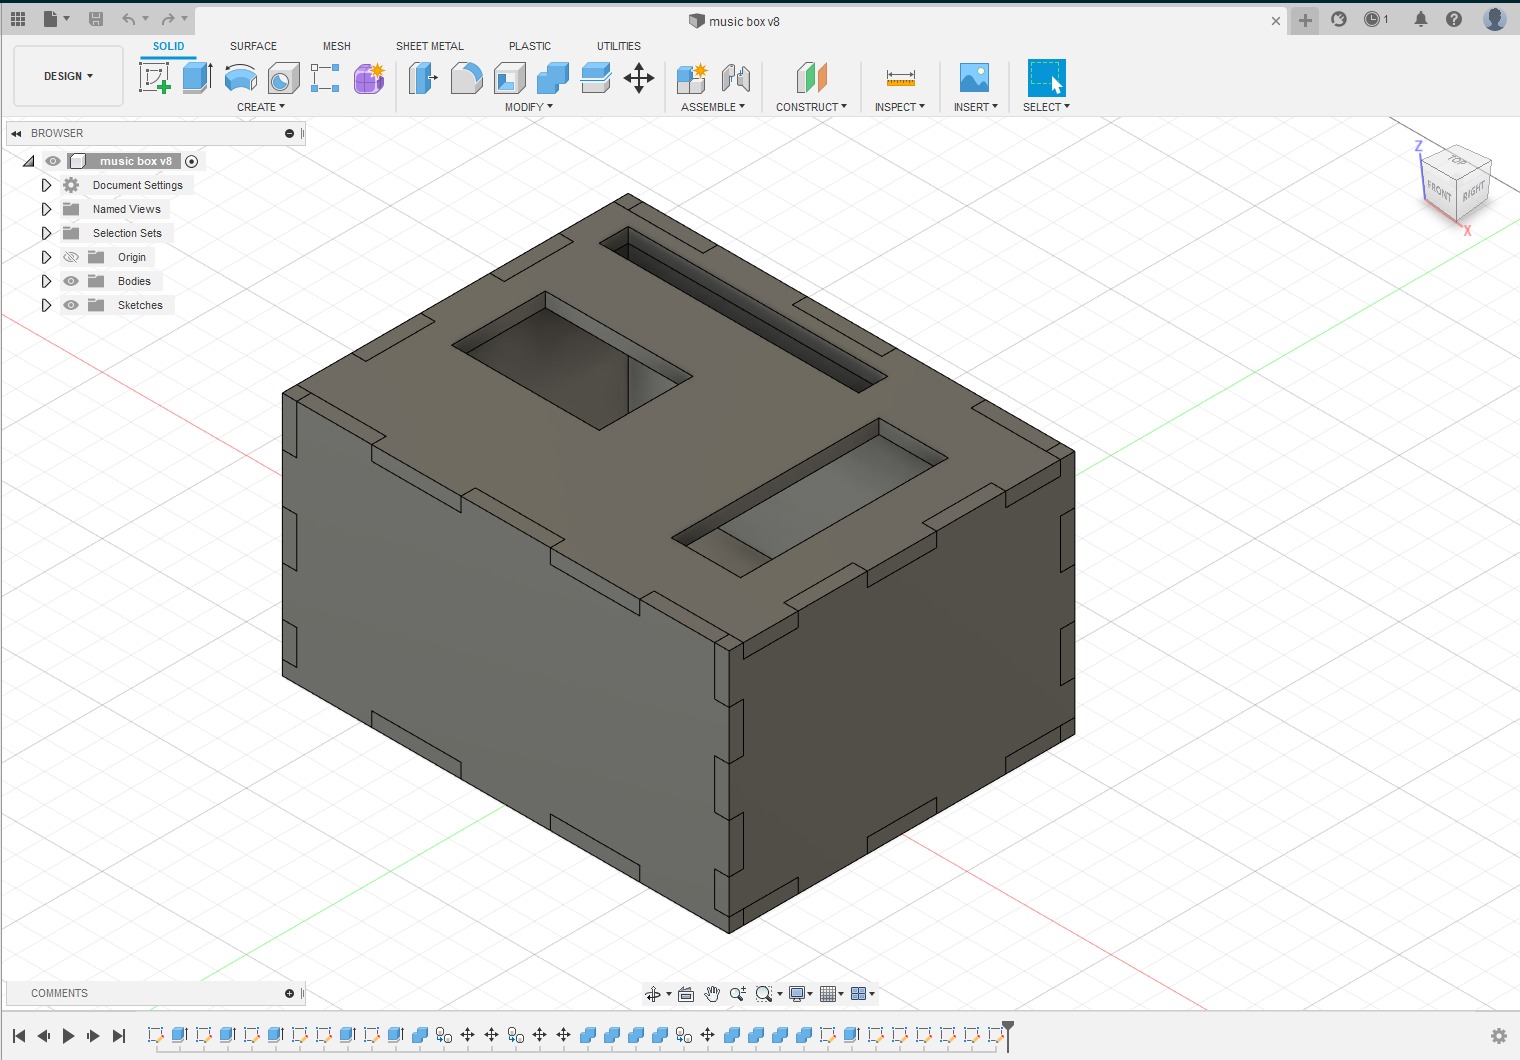 music box v8
1
DESIGN
SOLID
SURFACE
MESH
SHEET METAL
PLASTIC
UTILITIES
CREATE
MODIFY
ASSEMBLE
CONSTRUCT
INSPECT
INSERT
SELECT
BROWSER
music box v8
Document Settings
Named Views
Selection Sets
Origin
Bodies
Sketches
Z
TOP
FRONT
RIGHT
X
COMMENTS